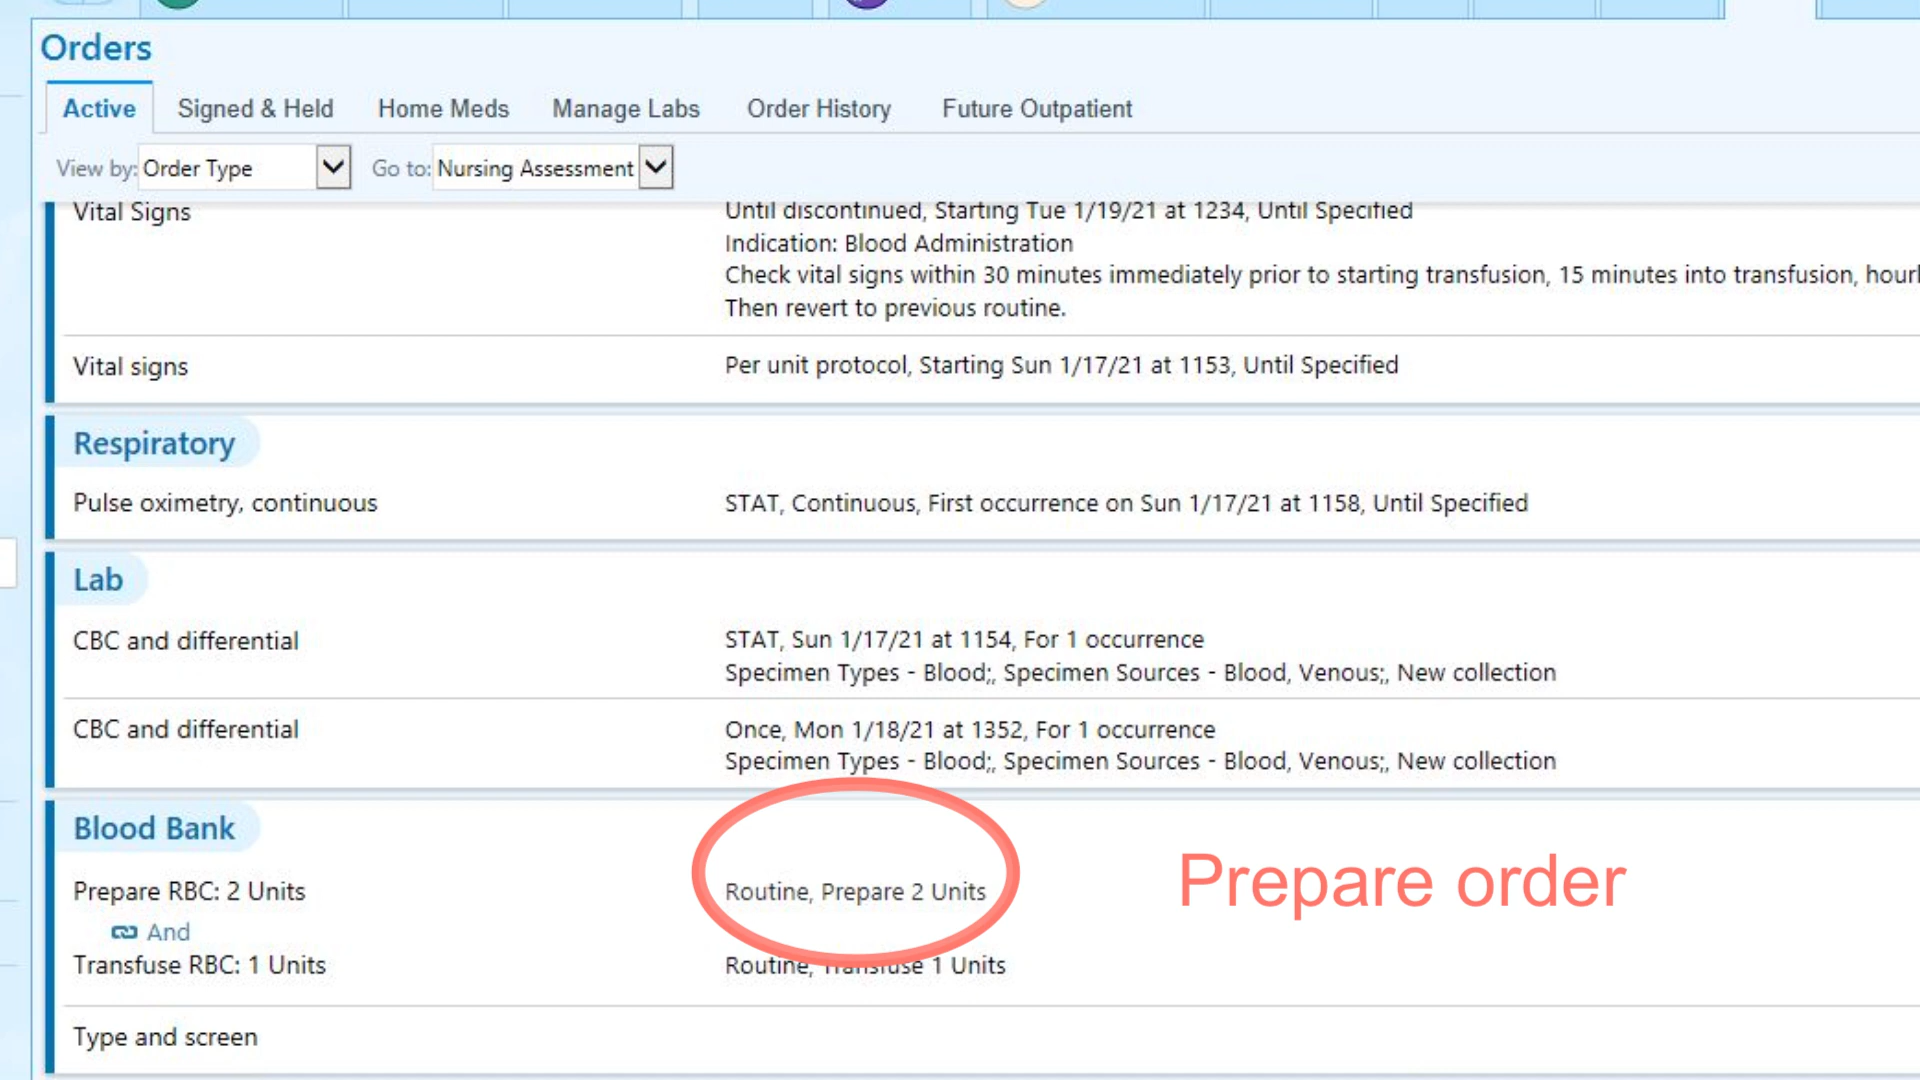 Orders
Active Signed & Held Home Meds Manage Labs Order History Future Outpatient
View by: Order Type Go to: Nursing Assessment
Vital Signs Until discontinued, Starting Tue 1/19/21 at 1234, Until Specified
Indication: Blood Administration
Check vital signs within 30 minutes immediately prior to starting transfusion, 15 minutes into transfusion,
Then revert to previous routine.
Vital signs Per unit protocol, Starting Sun 1/17/21 at 1153, Until Specified
Respiratory
Pulse oximetry, continuous STAT, Continuous, First occurrence on Sun 1/17/21 at 1158, Until Specified
Lab
CBC and differential STAT, Sun 1/17/21 at 1154, For 1 occurrence
Specimen Types - Blood;, Specimen Sources - Blood, Venous;, New collection
CBC and differential Once, Mon 1/18/21 at 1352, For 1 occurrence
Specimen Types - Blood;, Specimen Sources - Blood, Venous;, New collection
Blood Bank
Prepare RBC: 2 Units Routine, Prepare 2 Units Prepare order
And
Transfuse RBC: 1 Units Routine, Transfuse 1 Units
Type and screen